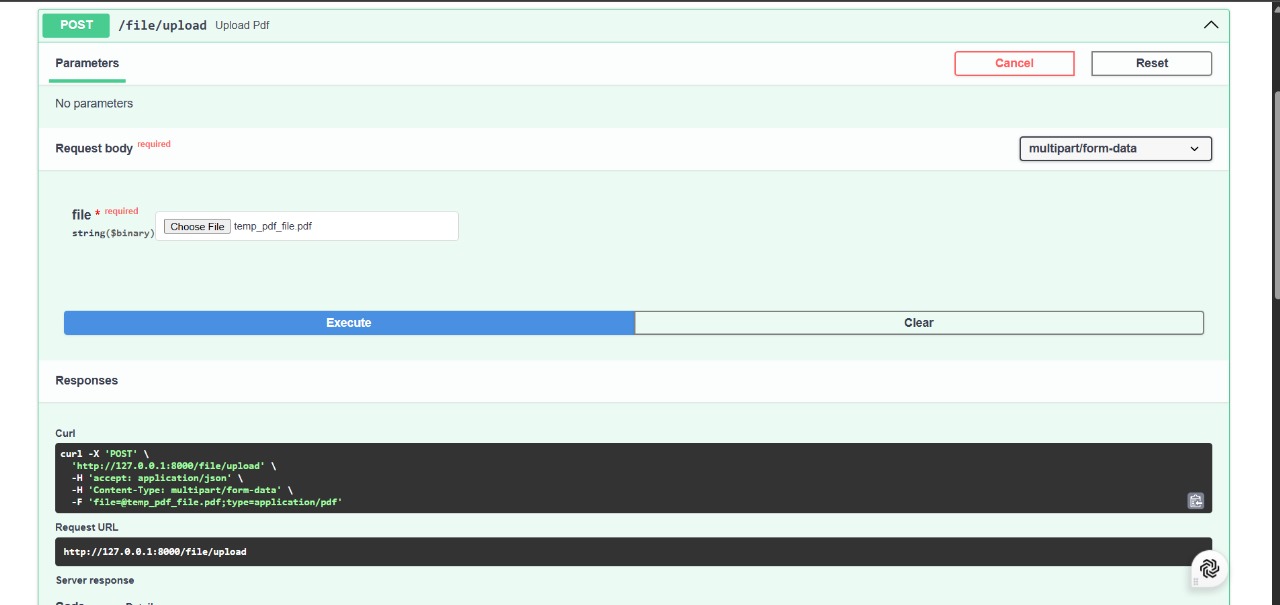 POST /file/upload Upload Pdf
Parameters
Cancel
Reset
No parameters
Request body required
multipart/form-data
file * required
string($binary)
Choose File temp_pdf_file.pdf
Execute
Clear
Responses
Curl
curl -X 'POST' \
'http://127.0.0.1:8000/file/upload' \
-H 'accept: application/json' \
-H 'Content-Type: multipart/form-data' \
-F 'file=@temp_pdf_file.pdf;type=application/pdf'
Request URL
http://127.0.0.1:8000/file/upload
Server response